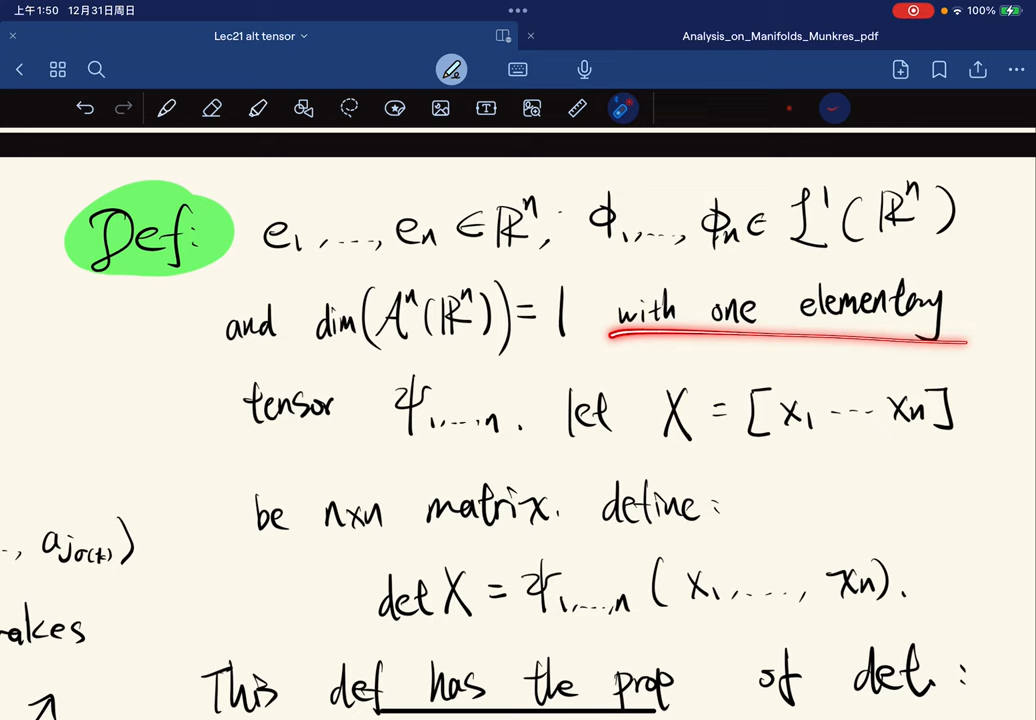 上午1:50 12月31日周日
100%
Lec21 alt tensor
Analysis_on_Manifolds_Munkres_pdf
Def: e₁,...,eₙ ∈ ℝⁿ; ϕ₁,...,ϕₙ ∈ ℒ¹(ℝⁿ)
and dim(𝒜ⁿ(ℝⁿ)) = 1 with one elementary
tensor Ψ₁,...,ₙ. let X = [x₁ ... xₙ]
be n×n matrix. define:
.., a_{j_{σ(k)}})
det X = Ψ₁,...,ₙ (x₁,...., xₙ).
akes
This def has the prop of det. :